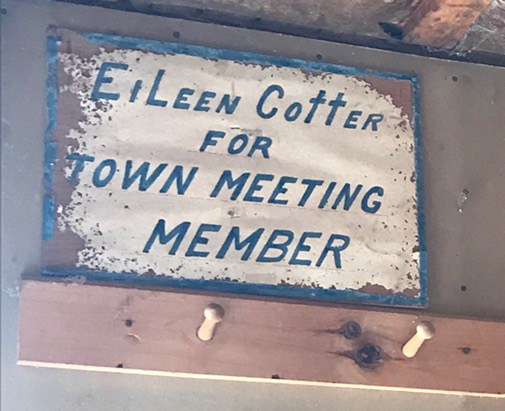 EiLEEN CottER
FOR
TOWN MEETING
MEMBER